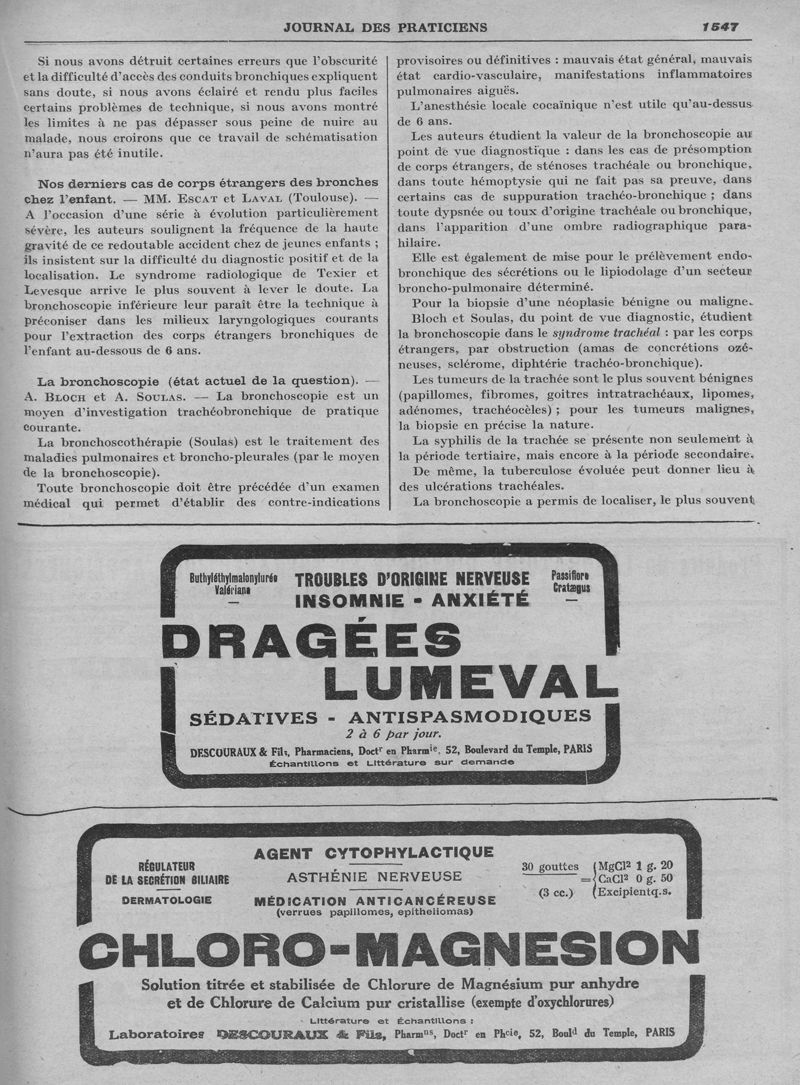 JOURNAL DES PRATICIENS
1547
Si nous avons détruit certaines erreurs que l'obscurité
et la difficulté d'accès des conduits bronchiques expliquent
sans doute, si nous avons éclairé et rendu plus faciles
certains problèmes de technique, si nous avons montré
les limites à ne pas dépasser sous peine de nuire au
malade, nous croirons que ce travail de schématisation
n'aura pas été inutile.
Nos derniers cas de corps étrangers des bronches
chez l'enfant. — MM. ESCAT et LAVAL (Toulouse). —
A l'occasion d'une série à évolution particulièrement
sévère, les auteurs soulignent la fréquence de la haute
gravité de ce redoutable accident chez de jeunes enfants ;
ils insistent sur la difficulté du diagnostic positif et de la
localisation. Le syndrome radiologique de Texier et
Levesque arrive le plus souvent à lever le doute. La
bronchoscopie inférieure leur paraît être la technique à
préconiser dans les milieux laryngologiques courants
pour l'extraction des corps étrangers bronchiques de
l'enfant au-dessous de 6 ans.
La bronchoscopie (état actuel de la question). —
A. BLOCH et A. SOULAS. — La bronchoscopie est un
moyen d'investigation trachéobronchique de pratique
courante.
La bronchoscothérapie (Soulas) est le traitement des
maladies pulmonaires et broncho-pleurales (par le moyen
de la bronchoscopie).
Toute bronchoscopie doit être précédée d'un examen
médical qui permet d'établir des contre-indications
provisoires ou définitives : mauvais état général, mauvais
état cardio-vasculaire, manifestations inflammatoires
pulmonaires aiguës.
L'anesthésie locale cocaïnique n'est utile qu'au-dessus
de 6 ans.
Les auteurs étudient la valeur de la bronchoscopie au
point de vue diagnostique : dans les cas de présomption
de corps étrangers, de sténoses trachéale ou bronchique,
dans toute hémoptysie qui ne fait pas sa preuve, dans
certains cas de suppuration trachéo-bronchique ; dans
toute dypsnée ou toux d'origine trachéale ou bronchique,
dans l'apparition d'une ombre radiographique para-
hilaire.
Elle est également de mise pour le prélèvement endo-
bronchique des sécrétions ou le lipiodolage d'un secteur
broncho-pulmonaire déterminé.
Pour la biopsie d'une néoplasie bénigne ou maligne.
Bloch et Soulas, du point de vue diagnostic, étudient
la bronchoscopie dans le syndrome trachéal : par les corps
étrangers, par obstruction (amas de concrétions ozé-
neuses, sclérome, diphtérie trachéo-bronchique).
Les tumeurs de la trachée sont le plus souvent bénignes
(papillomes, fibromes, goitres intratrachéaux, lipomes,
adénomes, trachéocèles) ; pour les tumeurs malignes,
la biopsie en précise la nature.
La syphilis de la trachée se présente non seulement à
la période tertiaire, mais encore à la période secondaire.
De même, la tuberculose évoluée peut donner lieu à
des ulcérations trachéales.
La bronchoscopie a permis de localiser, le plus souvent
Buthyléthylmalonylurée
Valériane
—
TROUBLES D'ORIGINE NERVEUSE
INSOMNIE - ANXIÉTÉ
Passiflore
Cratægus
—
DRAGÉES
LUMEVAL
SÉDATIVES - ANTISPASMODIQUES
2 à 6 par jour.
DESCOURAUX & Fils, Pharmaciens, Doctr en Pharmie. 52, Boulevard du Temple, PARIS
Échantillons et Littérature sur demande
RÉGULATEUR
DE LA SECRÉTION BILIAIRE
DERMATOLOGIE
AGENT CYTOPHYLACTIQUE
ASTHÉNIE NERVEUSE
MÉDICATION ANTICANCÉREUSE
(verrues papillomes, epitheliomas)
30 gouttes
(3 cc.)
=
MgCl² 1 g. 20
CaCl² 0 g. 50
Excipientq.s.
CHLORO-MAGNESION
Solution titrée et stabilisée de Chlorure de Magnésium pur anhydre
et de Chlorure de Calcium pur cristallise (exempte d'oxychlorures)
Littérature et Échantillons :
Laboratoires DESCOURAUX & Fils, Pharmns, Doctr en Phcie, 52, Bould du Temple, PARIS